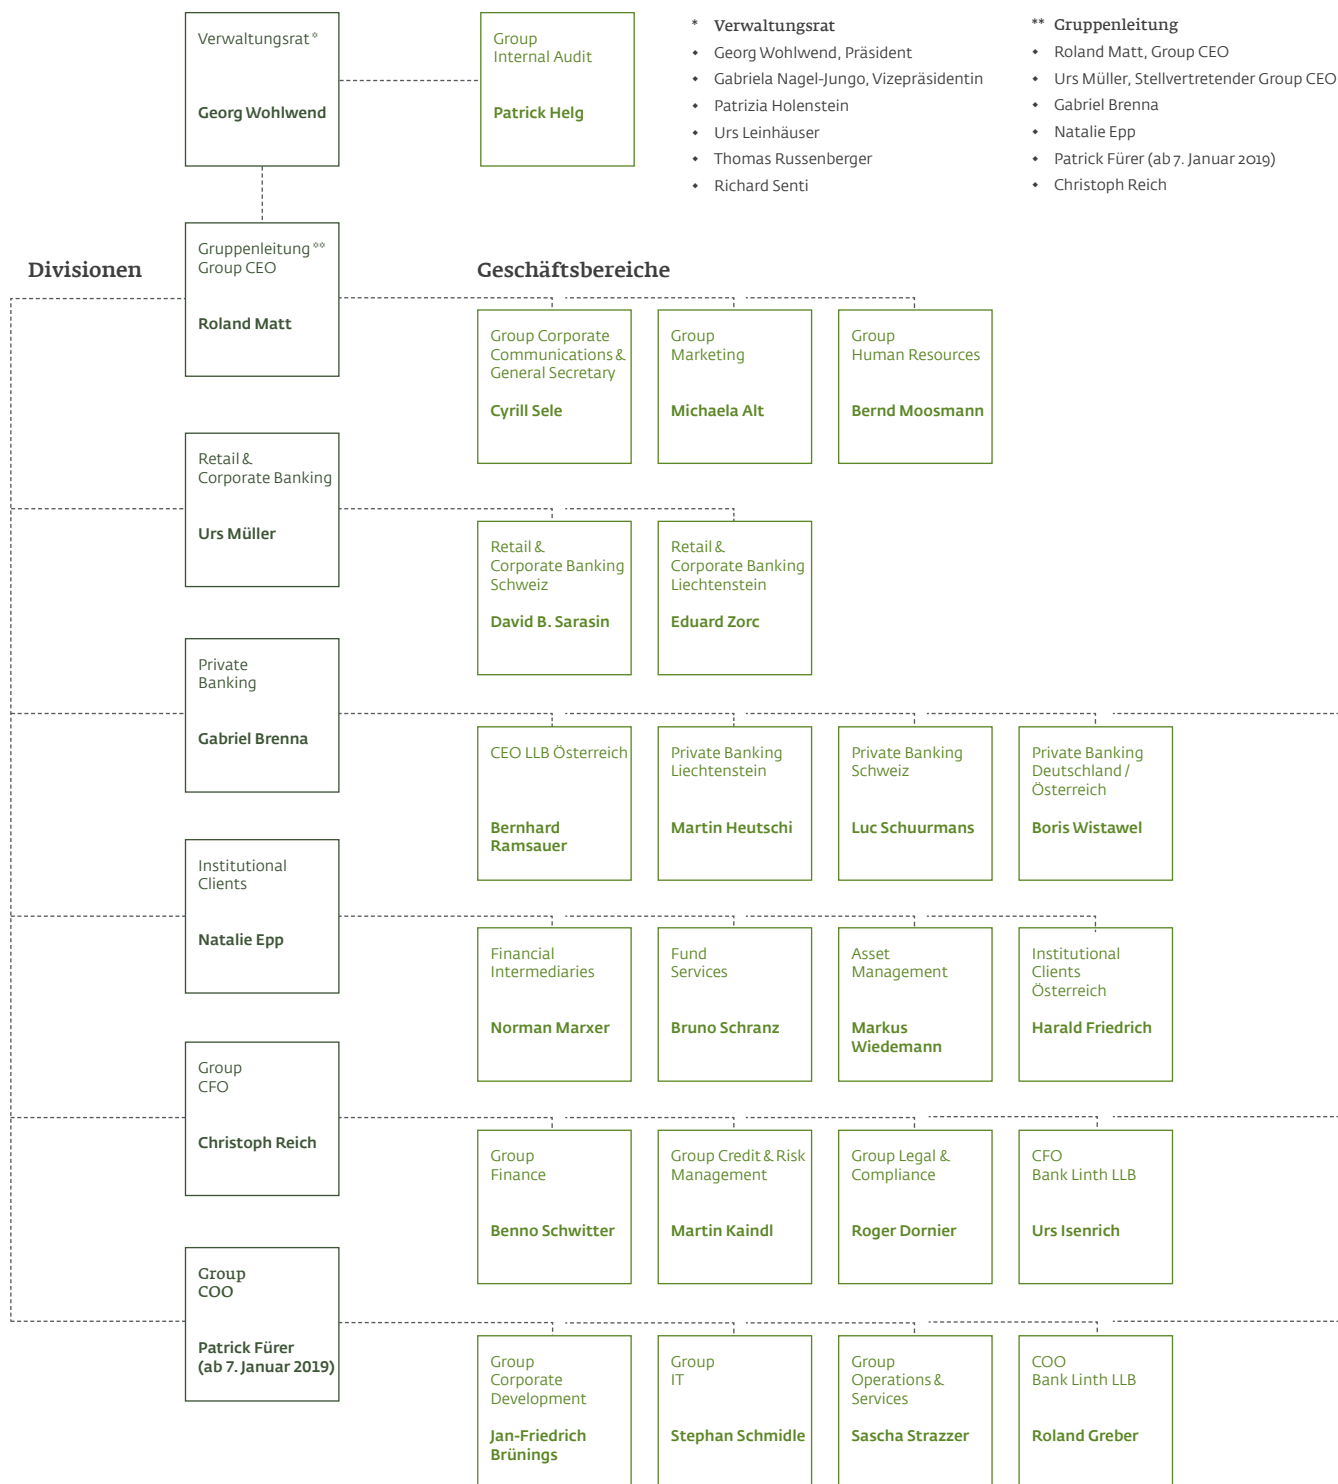 Verwaltungsrat *
Georg Wohlwend
Group
Internal Audit
Patrick Helg
* Verwaltungsrat
• Georg Wohlwend, Präsident
• Gabriela Nagel-Jungo, Vizepräsidentin
• Patrizia Holenstein
• Urs Leinhäuser
• Thomas Russenberger
• Richard Senti
** Gruppenleitung
• Roland Matt, Group CEO
• Urs Müller, Stellvertretender Group CEO
• Gabriel Brenna
• Natalie Epp
• Patrick Fürer (ab 7. Januar 2019)
• Christoph Reich
Divisionen
Gruppenleitung **
Group CEO
Roland Matt
Geschäftsbereiche
Group Corporate
Communications &
General Secretary
Cyrill Sele
Group
Marketing
Michaela Alt
Group
Human Resources
Bernd Moosmann
Retail &
Corporate Banking
Urs Müller
Retail &
Corporate Banking
Schweiz
David B. Sarasin
Retail &
Corporate Banking
Liechtenstein
Eduard Zorc
Private
Banking
Gabriel Brenna
CEO LLB Österreich
Bernhard
Ramsauer
Private Banking
Liechtenstein
Martin Heutschi
Private Banking
Schweiz
Luc Schuurmans
Private Banking
Deutschland /
Österreich
Boris Wistawel
Institutional
Clients
Natalie Epp
Financial
Intermediaries
Norman Marxer
Fund
Services
Bruno Schranz
Asset
Management
Markus
Wiedemann
Institutional
Clients
Österreich
Harald Friedrich
Group
CFO
Christoph Reich
Group
Finance
Benno Schwitter
Group Credit & Risk
Management
Martin Kaindl
Group Legal &
Compliance
Roger Dornier
CFO
Bank Linth LLB
Urs Isenrich
Group
COO
Patrick Fürer
(ab 7. Januar 2019)
Group
Corporate
Development
Jan-Friedrich
Brünings
Group
IT
Stephan Schmidle
Group
Operations &
Services
Sascha Strazzer
COO
Bank Linth LLB
Roland Greber